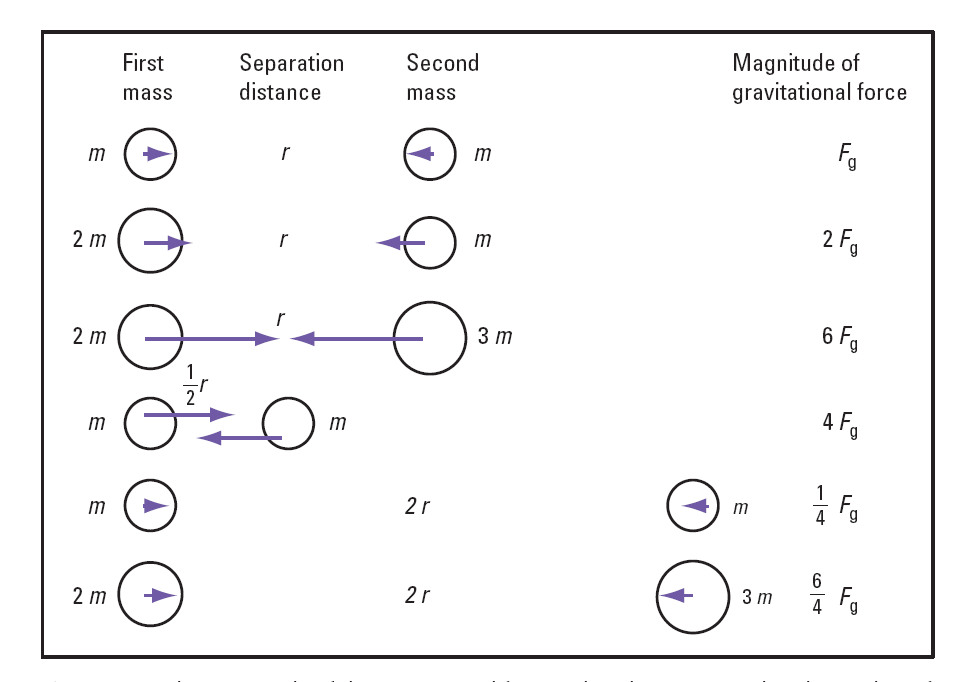 First Separation Second Magnitude of
mass distance mass gravitational force
m r m Fg
2 m r m 2 Fg
2 m r 3 m 6 Fg
m 1/2 r m 4 Fg
m 2 r m 1/4 Fg
2 m 2 r 3 m 6/4 Fg